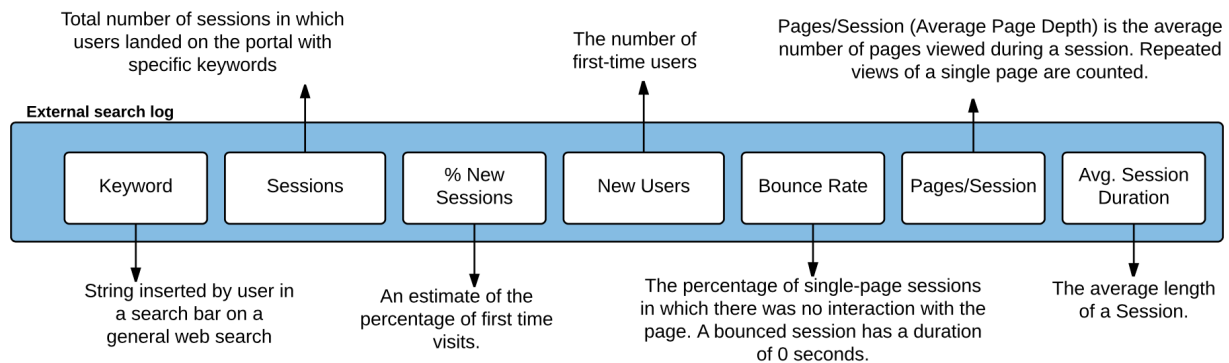 Total number of sessions in which
users landed on the portal with
specific keywords
The number of
first-time users
Pages/Session (Average Page Depth) is the average
number of pages viewed during a session. Repeated
views of a single page are counted.
External search log
Keyword
Sessions
% New
Sessions
New Users
Bounce Rate
Pages/Session
Avg. Session
Duration
String inserted by user in
a search bar on a
general web search
An estimate of the
percentage of first time
visits.
The percentage of single-page sessions
in which there was no interaction with the
page. A bounced session has a duration
of 0 seconds.
The average length
of a Session.